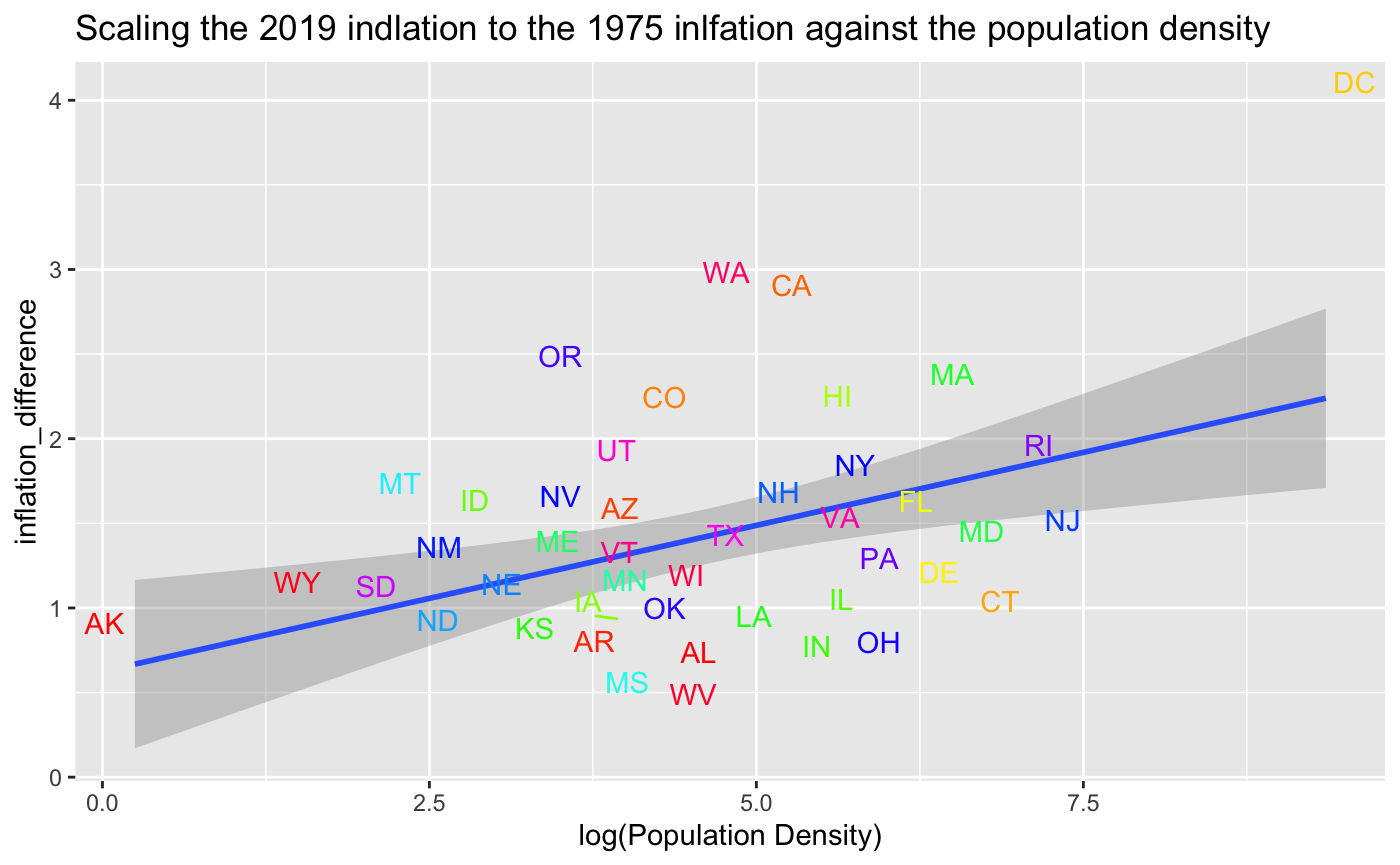 Scaling the 2019 indlation to the 1975 inlfation against the population density
DC
4
WA
3
CA
OR
MA
CO
HI
2
UT
RI
NY
MT
NH
NV
ID
FL
AZ
VA
NJ
MD
TX
ME
NM
VT
PA
DE
WI
MN
WY
NE
SD
IL
IA
CT
1
OK
LA
ND
AK
KS
AR
OH
IN
AL
MS
WV
0
0.0 2.5 5.0 7.5
log(Population Density)
inflation_difference